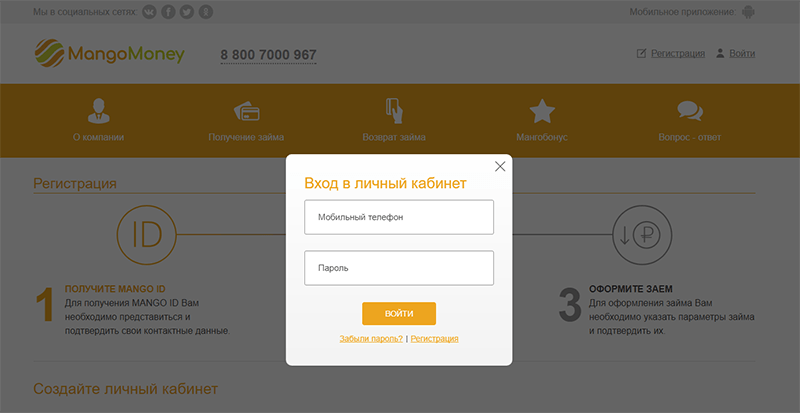 Мы в социальных сетях:
Мобильное приложение
MangoMoney
8 800 7000 967
Регистрация
Войти
О компании
Получение займа
Возврат займа
Мангобонус
Вопрос - ответ
Регистрация
ID
1
ПОЛУЧИТЕ MANGO ID
Для получения MANGO ID Вам
необходимо представиться и
подтвердить свои контактные данные.
Вход в личный кабинет
Мобильный телефон
Пароль
ВОЙТИ
Забыли пароль? | Регистрация
₽
3
ОФОРМИТЕ ЗАЕМ
Для оформления займа Вам
необходимо указать параметры займа
и подтвердить их.
Создайте личный кабинет